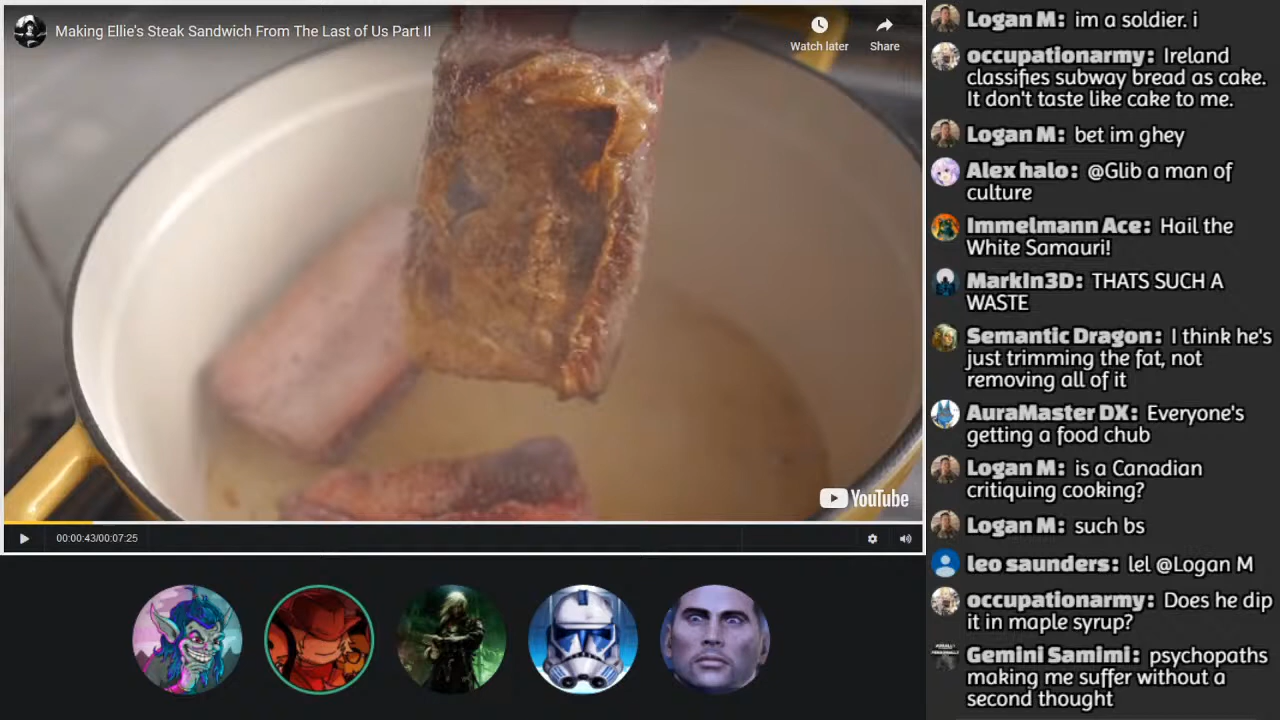 Making Ellie's Steak Sandwich From The Last of Us Part II
Watch later
Share
YouTube
00:00:43/00:07:25
Logan M: im a soldier. i
occupationarmy: Ireland
classifies subway bread as cake.
It don't taste like cake to me.
Logan M: bet im ghey
Alex halo: @Glib a man of
culture
Immelmann Ace: Hail the
White Samauri!
MarkIn3D: THATS SUCH A
WASTE
Semantic Dragon: I think he's
just trimming the fat, not
removing all of it
AuraMaster DX: Everyone's
getting a food chub
Logan M: is a Canadian
critiquing cooking?
Logan M: such bs
leo saunders: lel @Logan M
occupationarmy: Does he dip
it in maple syrup?
Gemini Samimi: psychopaths
making me suffer without a
second thought